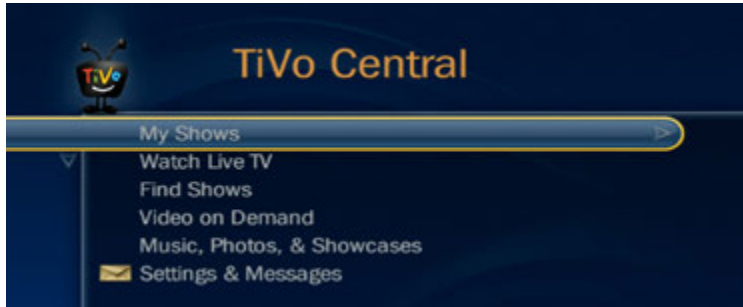 TiVo
TiVo Central
My Shows
Watch Live TV
Find Shows
Video on Demand
Music, Photos, & Showcases
Settings & Messages